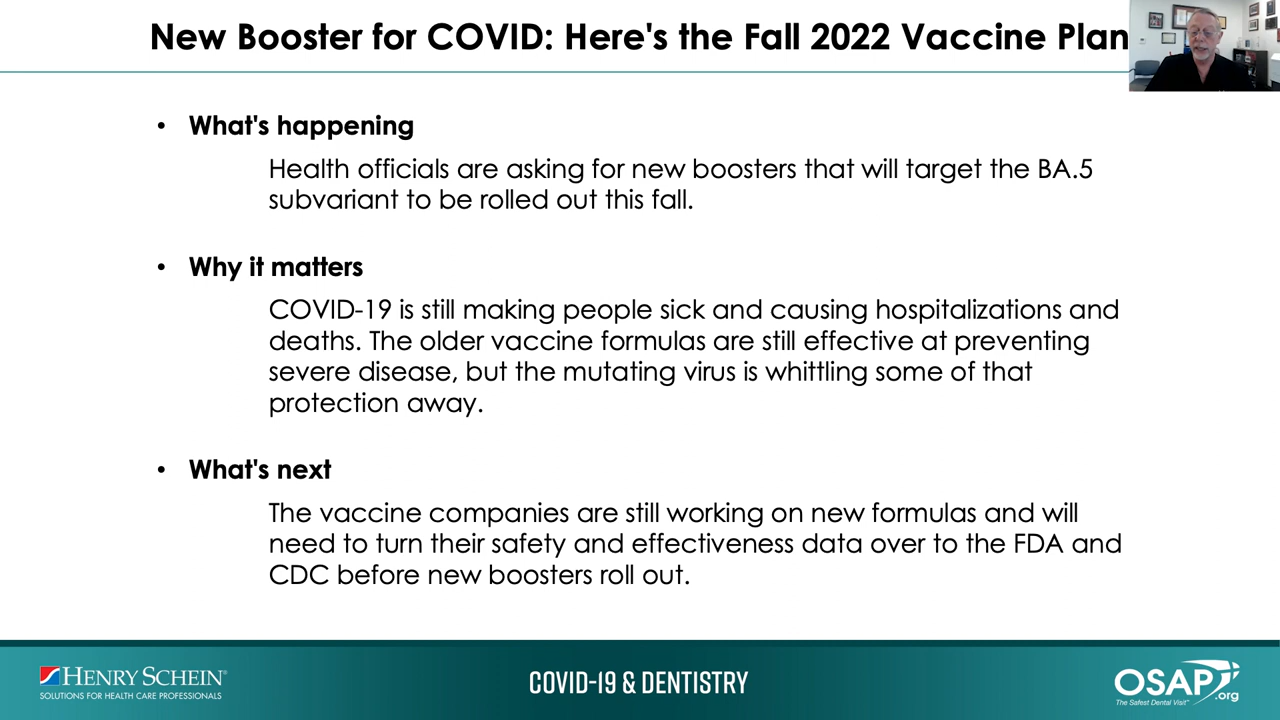 New Booster for COVID: Here's the Fall 2022 Vaccine Plan
• What's happening
Health officials are asking for new boosters that will target the BA.5
subvariant to be rolled out this fall.
• Why it matters
COVID-19 is still making people sick and causing hospitalizations and
deaths. The older vaccine formulas are still effective at preventing
severe disease, but the mutating virus is whittling some of that
protection away.
• What's next
The vaccine companies are still working on new formulas and will
need to turn their safety and effectiveness data over to the FDA and
CDC before new boosters roll out.
HENRY SCHEIN®
SOLUTIONS FOR HEALTH CARE PROFESSIONALS
COVID-19 & DENTISTRY
OSAP.org
The Safest Dental Visit™